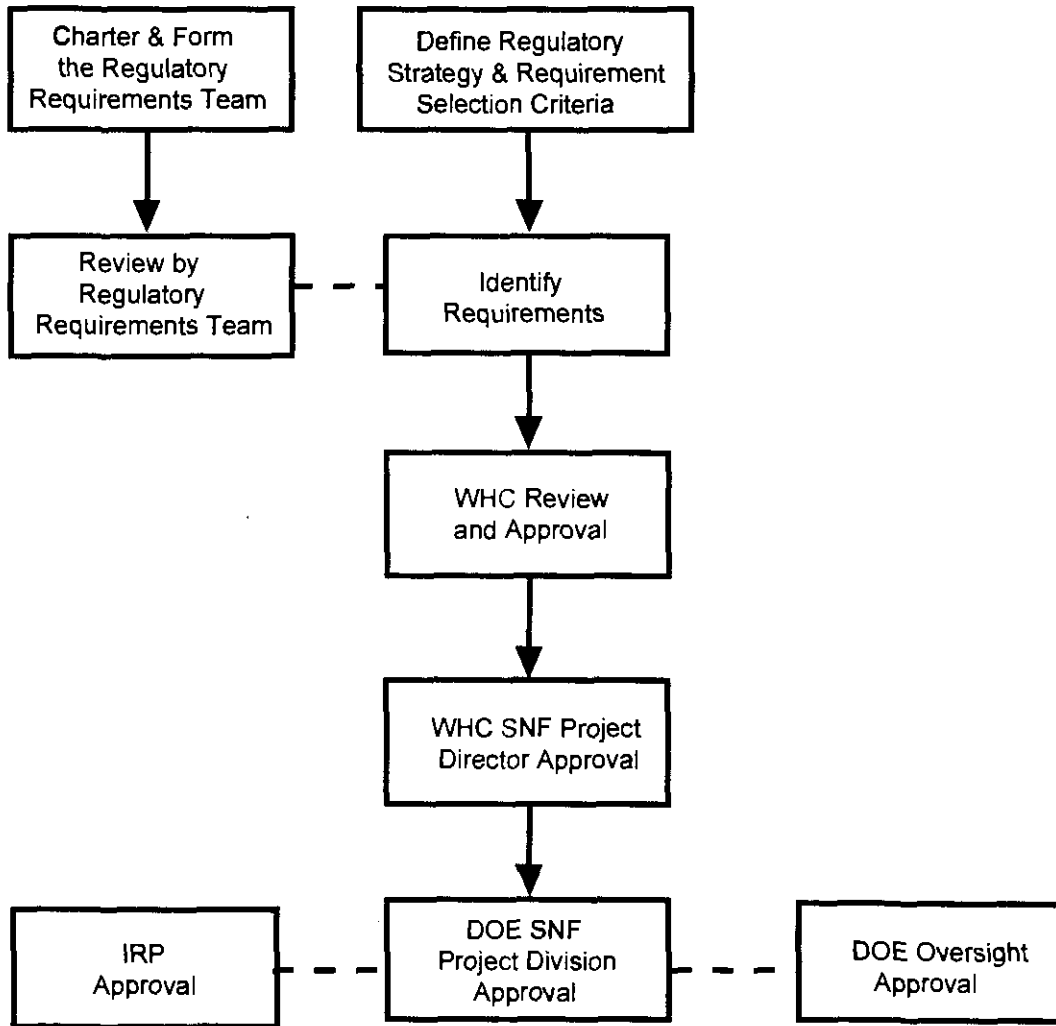 Charter & Form
the Regulatory
Requirements Team
Define Regulatory
Strategy & Requirement
Selection Criteria
Review by
Regulatory
Requirements Team
Identify
Requirements
WHC Review
and Approval
WHC SNF Project
Director Approval
IRP
Approval
DOE SNF
Project Division
Approval
DOE Oversight
Approval